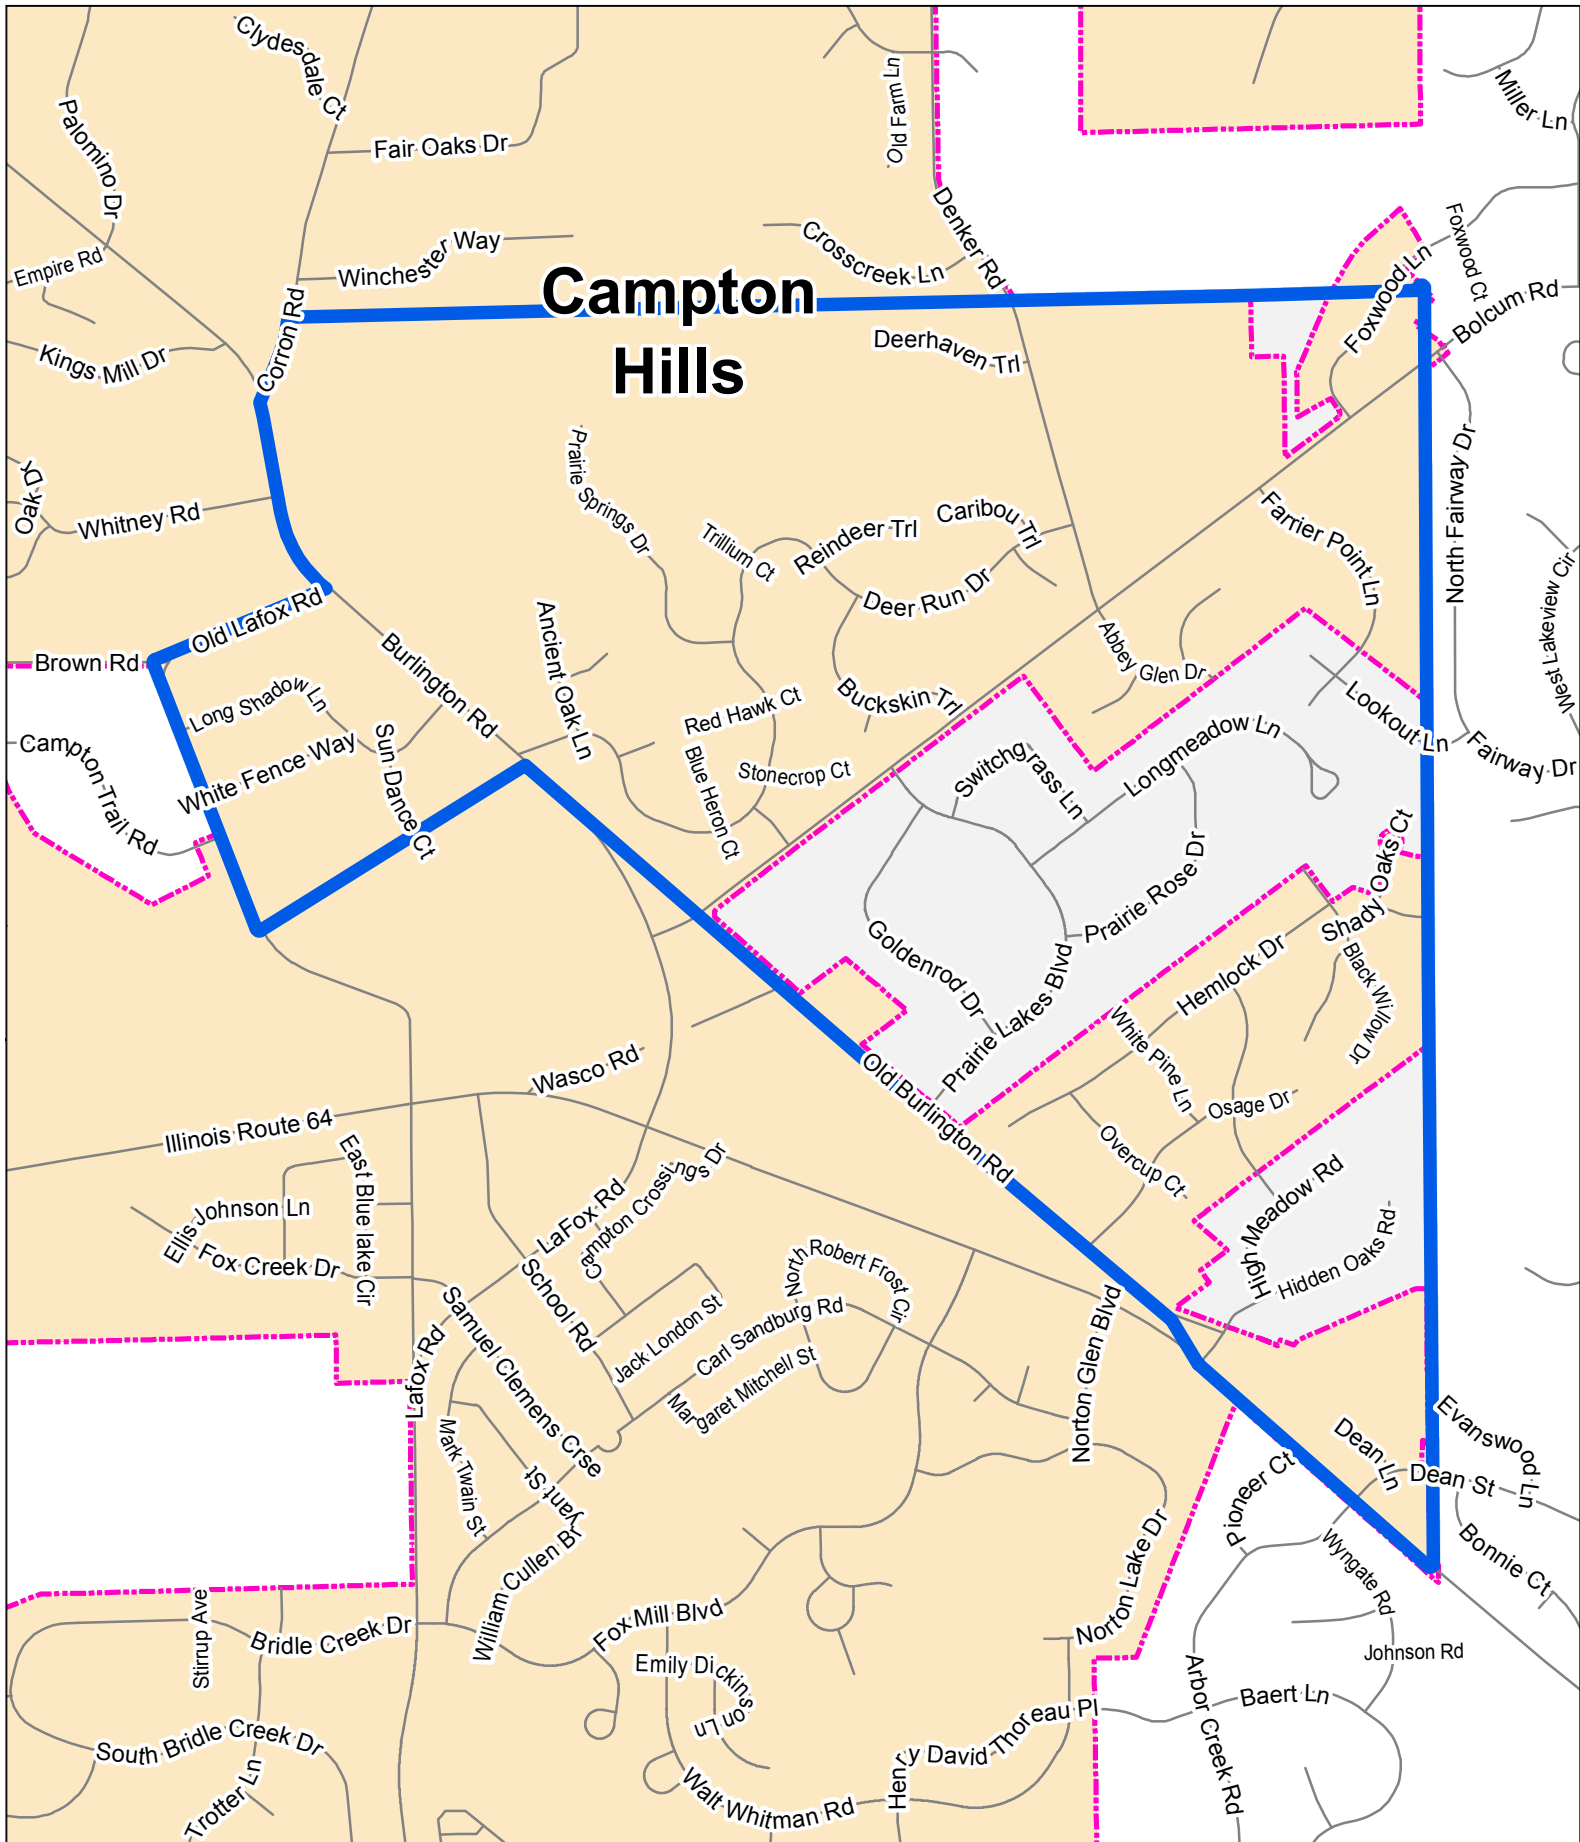 Clydesdale Ct
Palomino Dr
Fair Oaks Dr
Old Farm Ln
Miller Ln
Empire Rd
Winchester Way
Crosscreek Ln
Denker Rd
Foxwood Ct
Foxwood Ln
Bolcum Rd
Campton
Hills
Corron Rd
Kings Mill Dr
Deerhaven Trl
Oak Dr
Whitney Rd
Prairie Springs Dr
Trillium Ct
Reindeer Trl
Caribou Trl
Deer Run Dr
Farrier Point Ln
North Fairway Dr
West Lakeview Cir
Old Lafox Rd
Brown Rd
Burlington Rd
Ancient Oak Ln
Abbey Glen Dr
Long Shadow Ln
Red Hawk Ct
Buckskin Trl
Lookout Ln
Fairway Dr
Campton Trail Rd
White Fence Way
Sun Dance Ct
Blue Heron Ct
Stonecrop Ct
Switchgrass Ln
Longmeadow Ln
Prairie Rose Dr
Shady Oaks Ct
Goldenrod Dr
Prairie Lakes Blvd
Hemlock Dr
Black Willow Dr
White Pine Ln
Wasco Rd
Old Burlington Rd
Osage Dr
Illinois Route 64
Overcup Ct
East Blue lake Cir
Ellis Johnson Ln
Fox Creek Dr
LaFox Rd
Campton Crossings Dr
High Meadow Rd
Hidden Oaks Rd
School Rd
North Robert Frost Cir
Samuel Clemens Crse
Jack London St
Carl Sandburg Rd
Margaret Mitchell St
Norton Glen Blvd
Lafox Rd
Mark Twain St
William Cullen Bryant St
Dean Ln
Evanswood Ln
Dean St
Pioneer Ct
Bonnie Ct
Wyngate Rd
Norton Lake Dr
Stirrup Ave
Bridle Creek Dr
Fox Mill Blvd
Emily Dickinson Ln
Johnson Rd
Arbor Creek Rd
Baert Ln
South Bridle Creek Dr
Trotter Ln
Henry David Thoreau Pl
Walt Whitman Rd